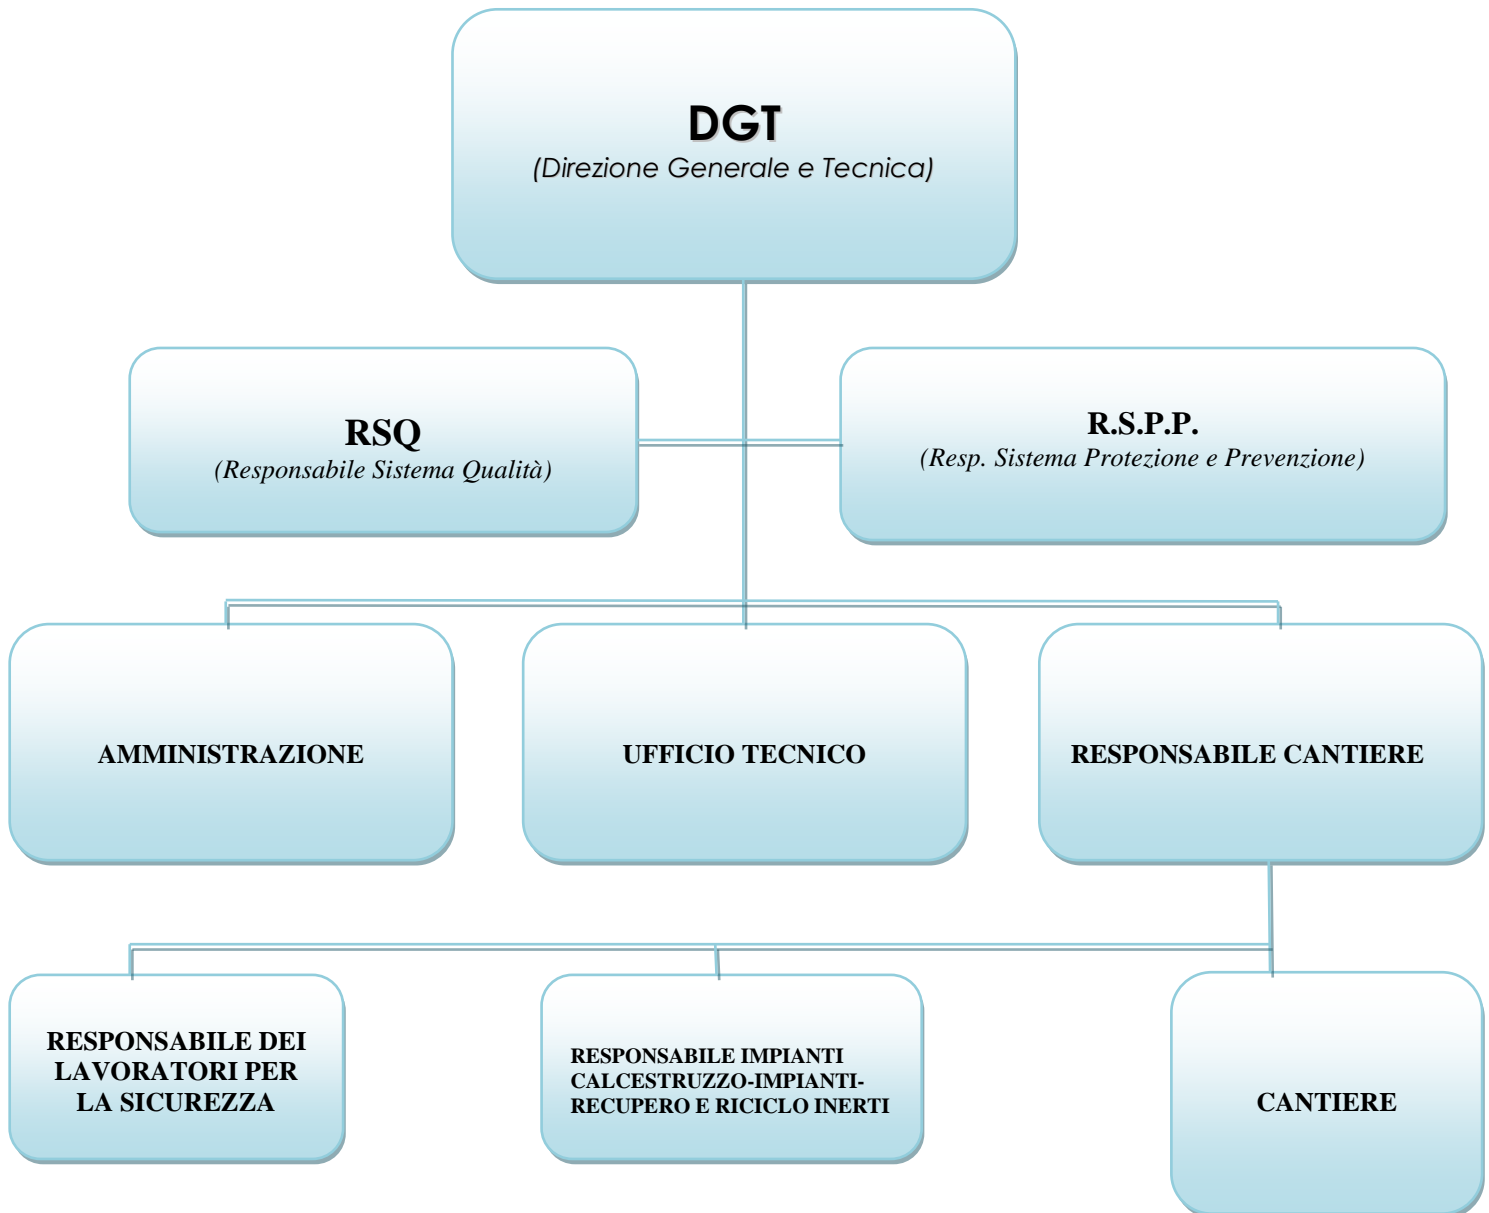 DGT
(Direzione Generale e Tecnica)
RSQ
(Responsabile Sistema Qualità)
R.S.P.P.
(Resp. Sistema Protezione e Prevenzione)
AMMINISTRAZIONE
UFFICIO TECNICO
RESPONSABILE CANTIERE
RESPONSABILE DEI
LAVORATORI PER
LA SICUREZZA
RESPONSABILE IMPIANTI
CALCESTRUZZO-IMPIANTI-
RECUPERO E RICICLO INERTI
CANTIERE